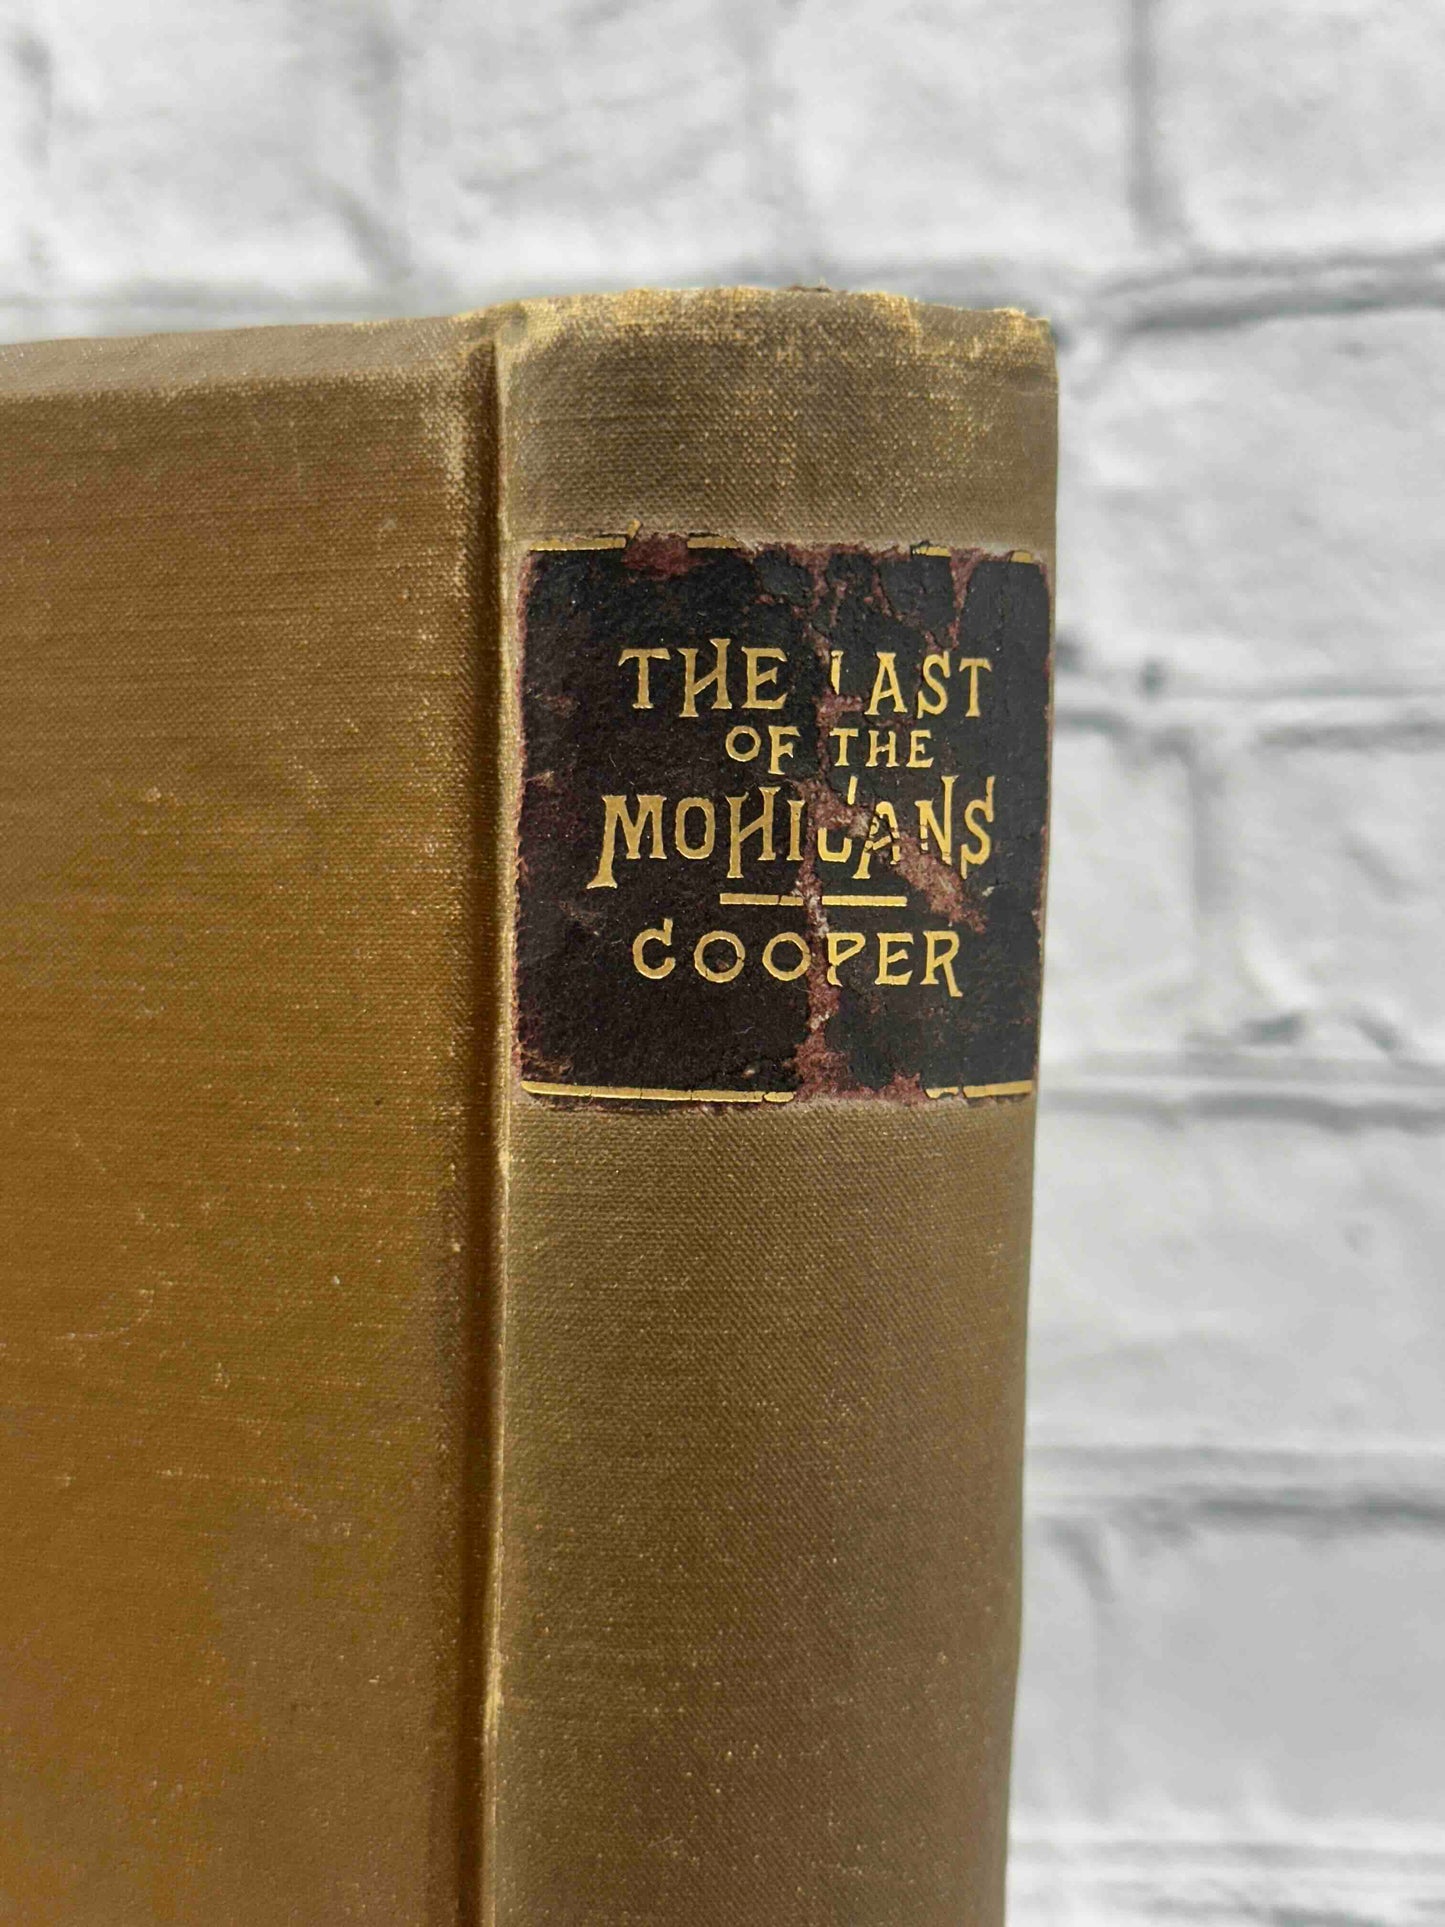 THE LAST
OF THE
MOHICANS
COOPER